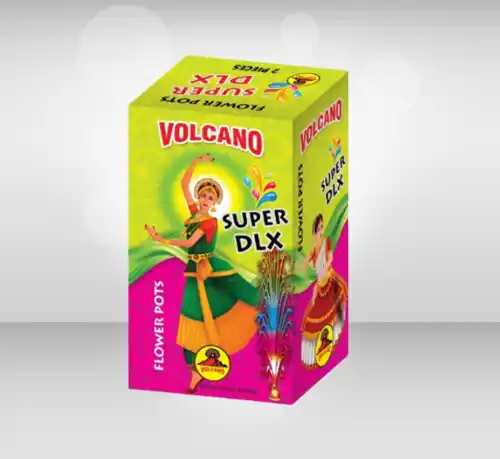 2 PIECES
SUPER
DLX
FLOWER POTS
VOLCANO
SUPER
DLX
FLOWER POTS
VOLCANO
VOLCANO
SUPER
DLX
FLOWER POTS